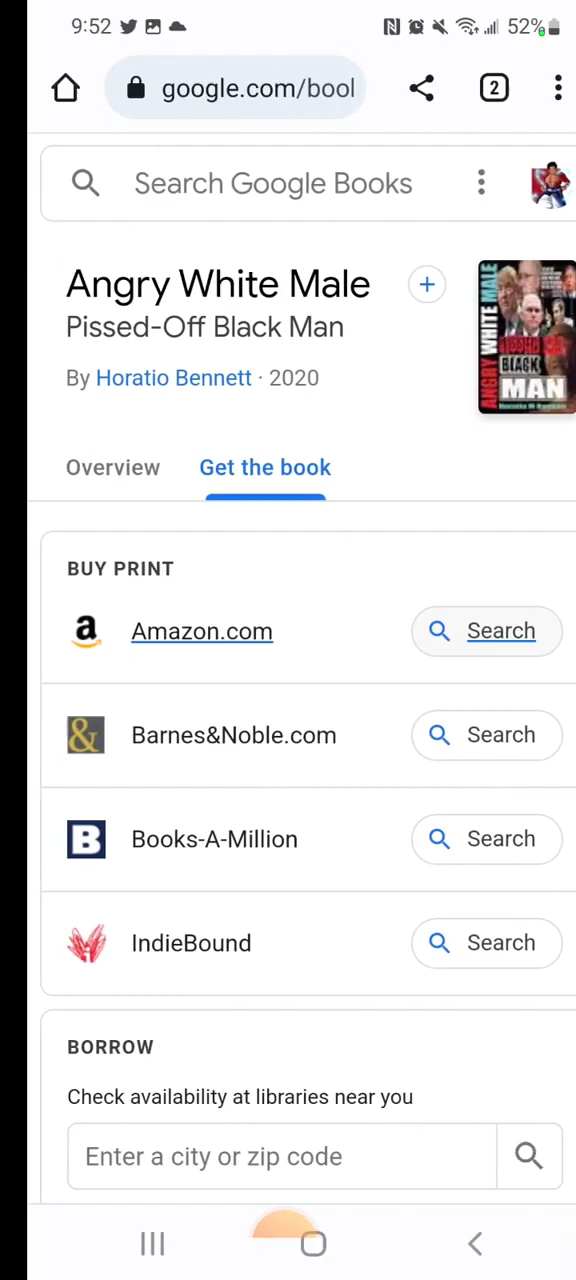 9:52
52%
google.com/bool
2
Search Google Books
Angry White Male
Pissed-Off Black Man
By Horatio Bennett · 2020
ANGRY WHITE MALE
BLACK
MAN
Overview
Get the book
BUY PRINT
a
Amazon.com
Search
&
Barnes&Noble.com
Search
B
Books-A-Million
Search
IndieBound
Search
BORROW
Check availability at libraries near you
Enter a city or zip code